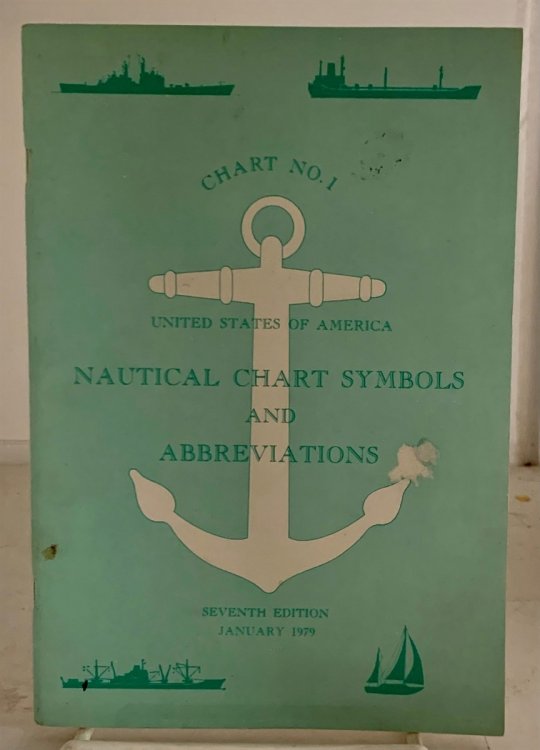 CHART NO. 1
UNITED STATES OF AMERICA
NAUTICAL CHART SYMBOLS
AND
ABBREVIATIONS
SEVENTH EDITION
JANUARY 1979